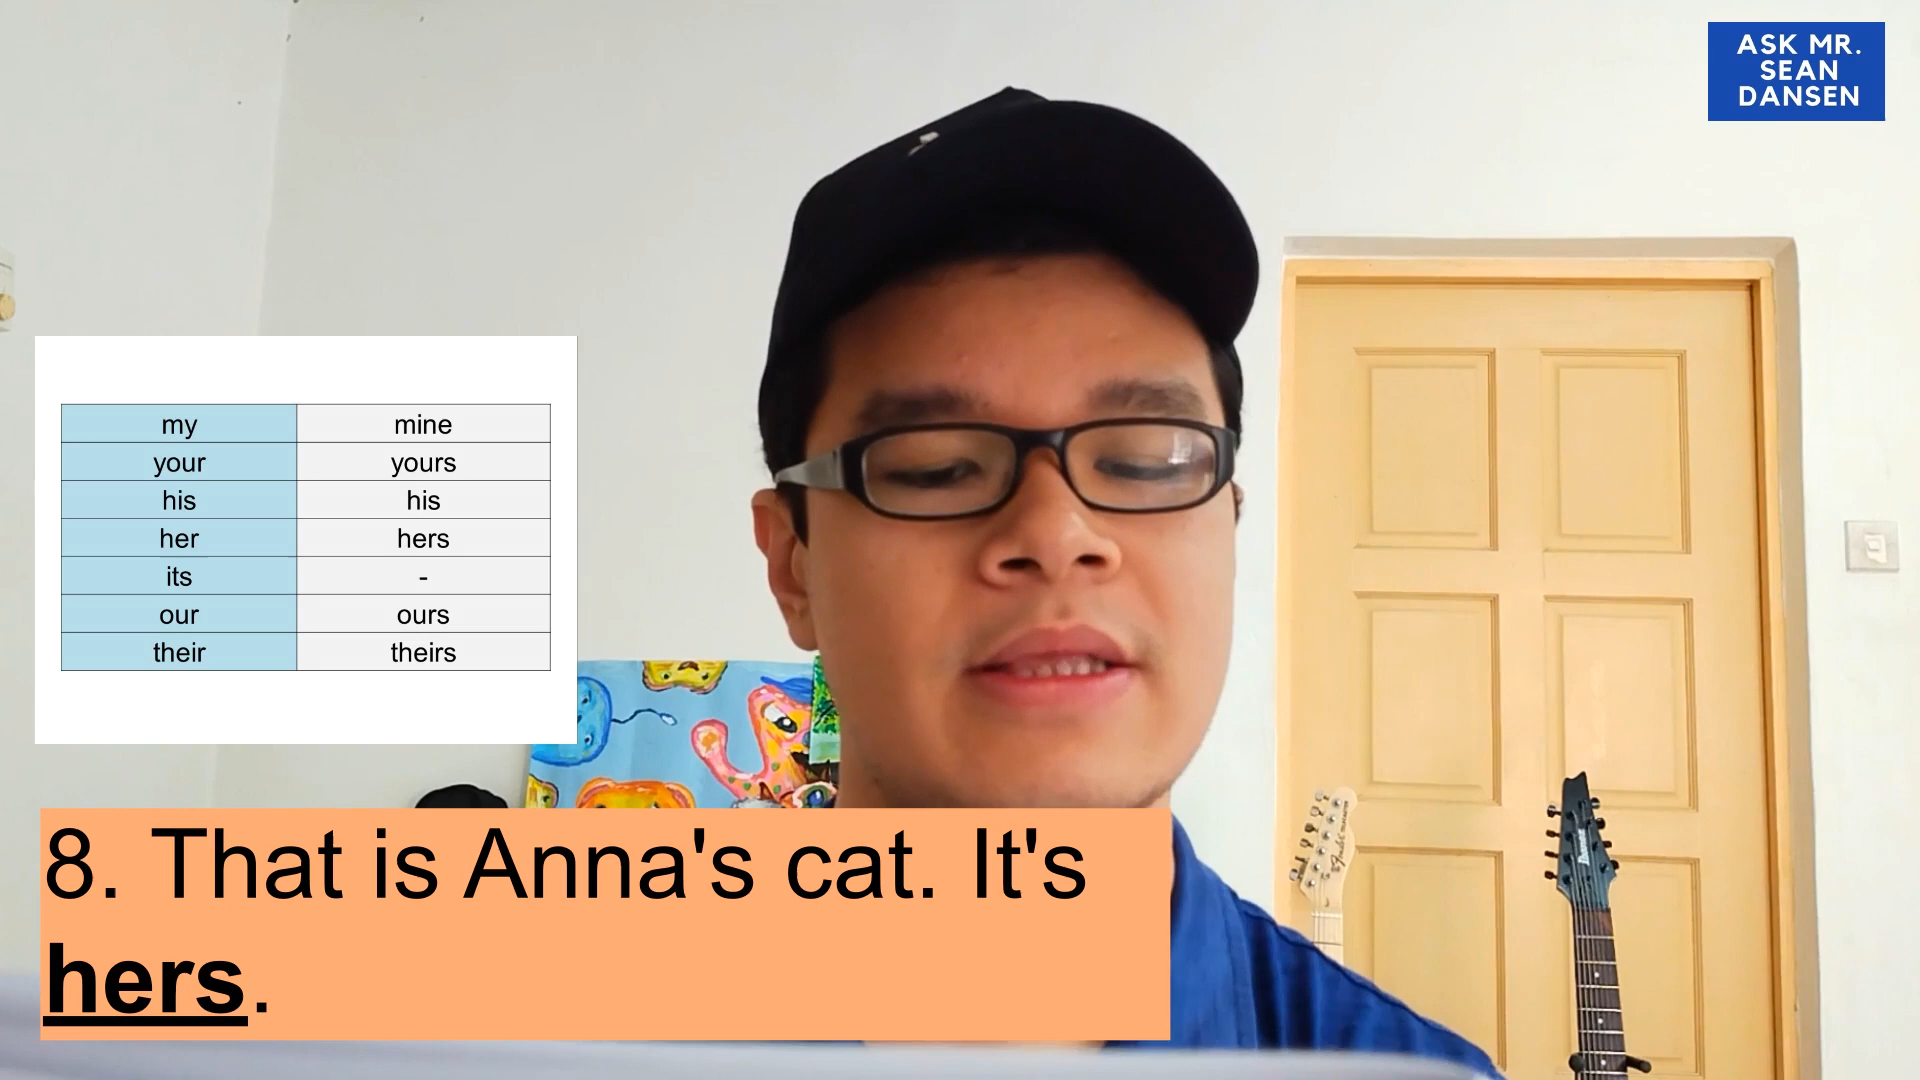 ASK MR.
SEAN
DANSEN
my mine
your yours
his his
her hers
its -
our ours
their theirs
8. That is Anna's cat. It's
hers.